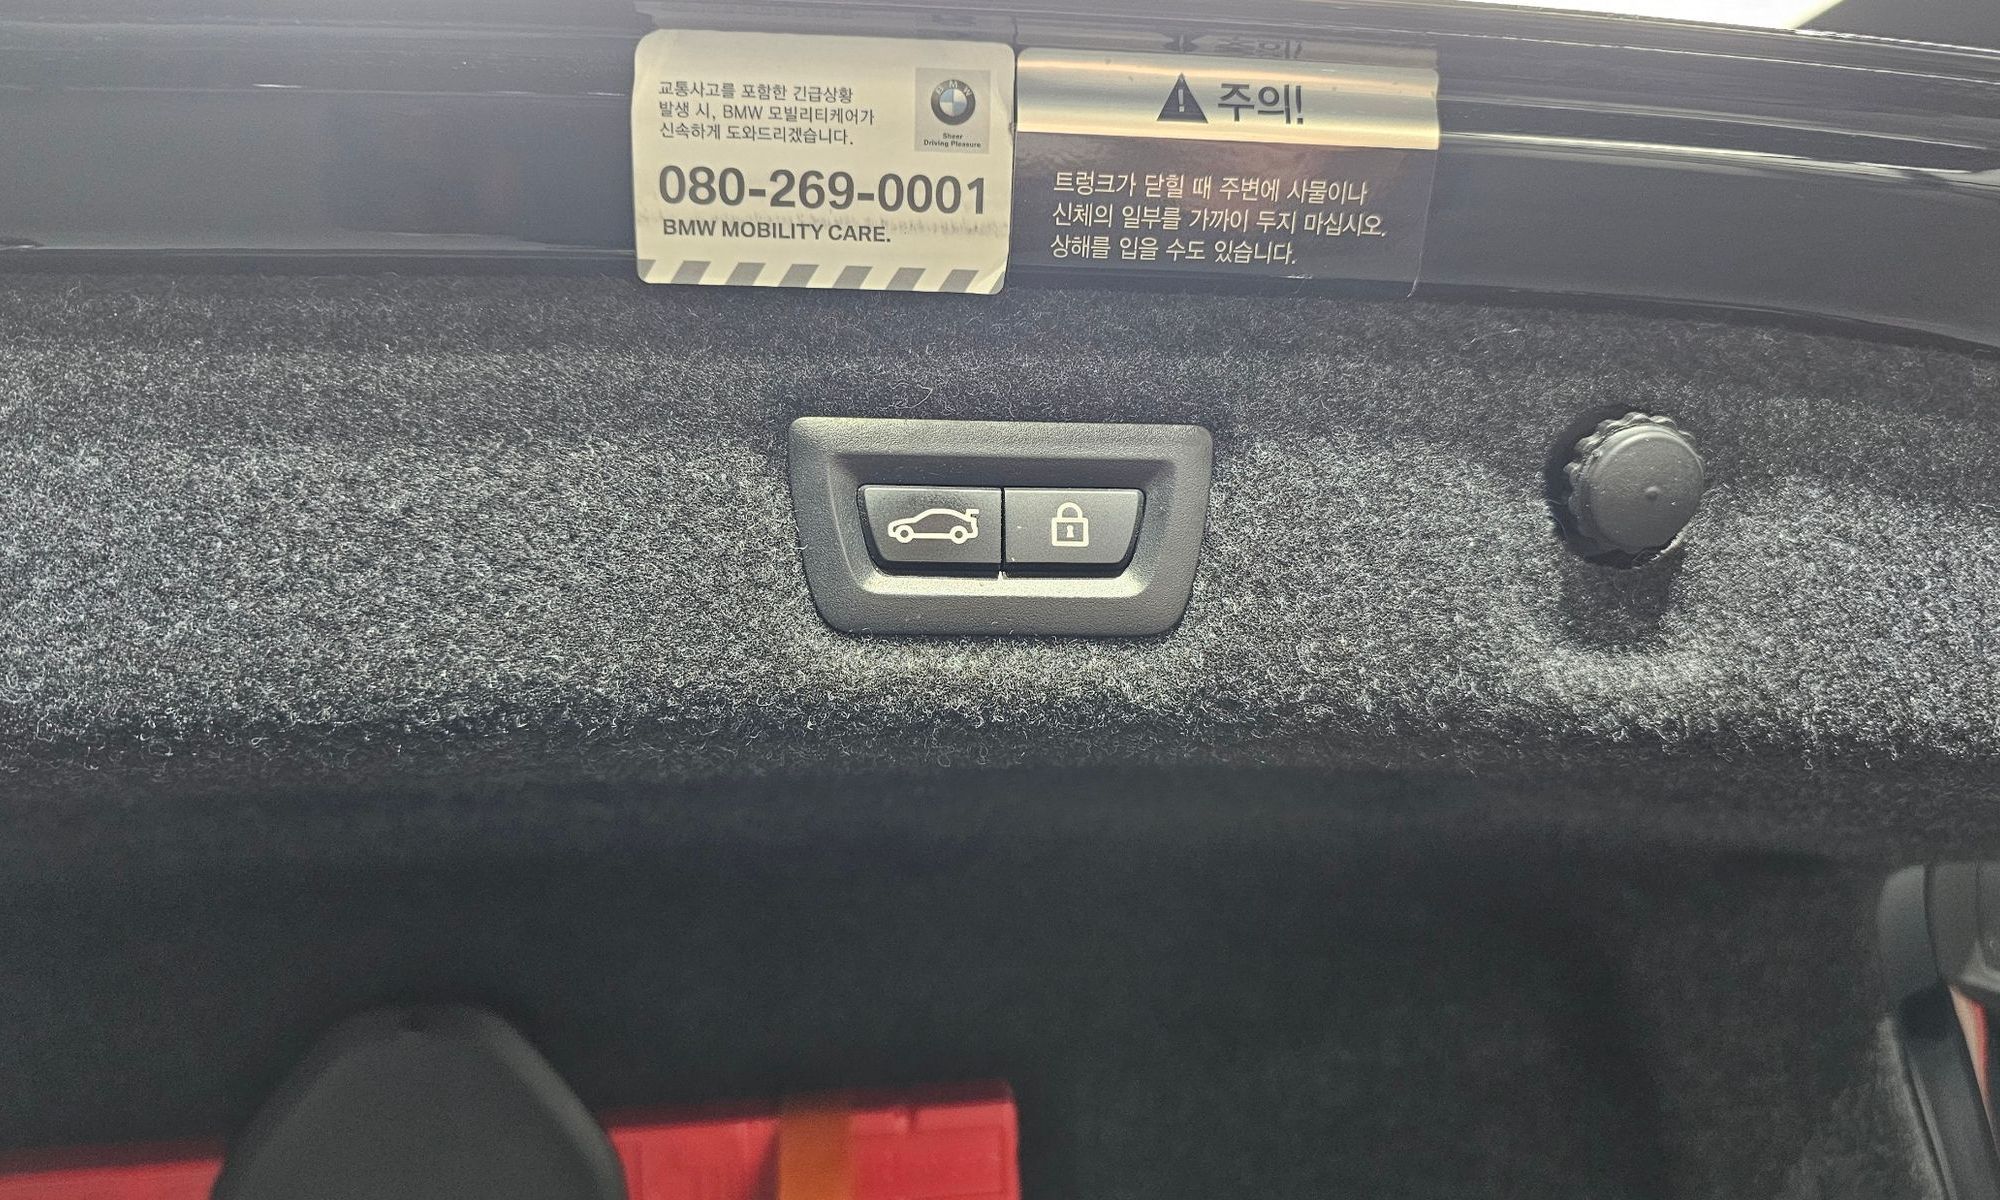 교통사고를 포함한 긴급상황
발생 시, BMW 모빌리티케어가
신속하게 도와드리겠습니다.
BMW
Sheer
Driving Pleasure
080-269-0001
BMW MOBILITY CARE.
주의!
트렁크가 닫힐 때 주변에 사물이나
신체의 일부를 가까이 두지 마십시오.
상해를 입을 수도 있습니다.